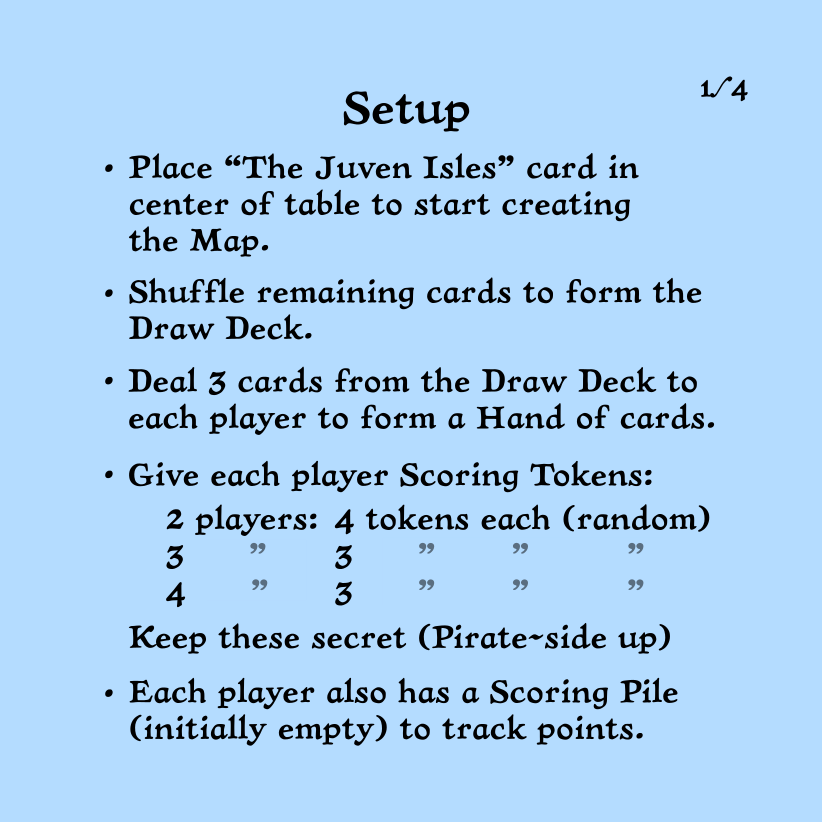 1/4
Setup
• Place “The Juven Isles” card in
center of table to start creating
the Map.
• Shuffle remaining cards to form the
Draw Deck.
• Deal 3 cards from the Draw Deck to
each player to form a Hand of cards.
• Give each player Scoring Tokens:
2 players: 4 tokens each (random)
3 ” 3 ” ” ”
4 ” 3 ” ” ”
Keep these secret (Pirate~side up)
• Each player also has a Scoring Pile
(initially empty) to track points.